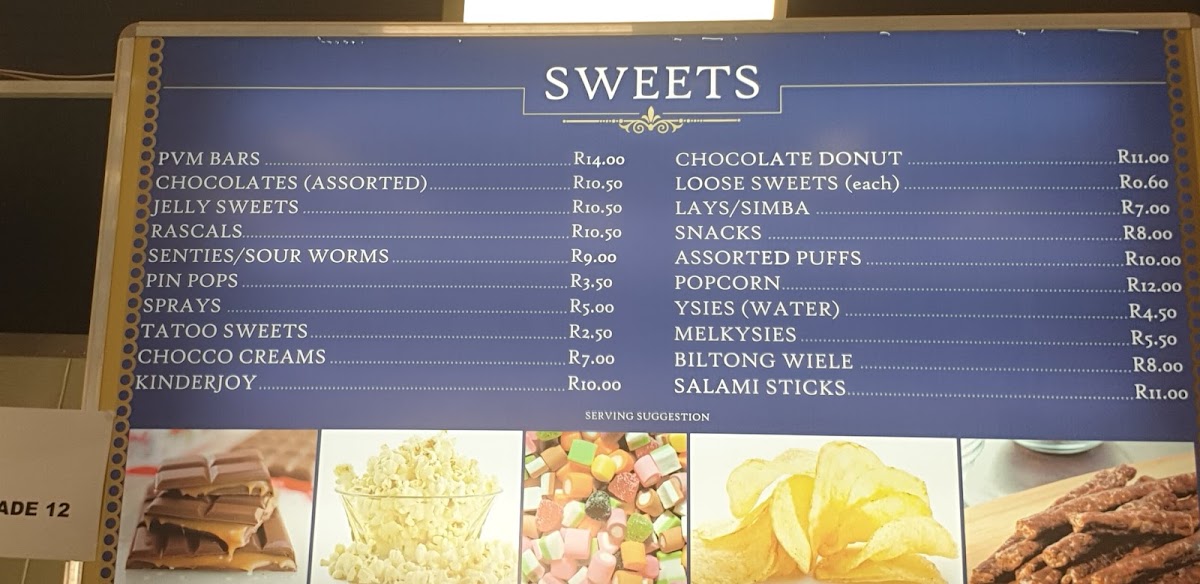 SWEETS
PVM BARS R14.00
CHOCOLATES (ASSORTED) R10.50
JELLY SWEETS R10.50
RASCALS R10.50
SENTIES/SOUR WORMS R9.00
PIN POPS R3.50
SPRAYS R5.00
TATOO SWEETS R2.50
CHOCCO CREAMS R7.00
KINDERJOY R10.00
CHOCOLATE DONUT R11.00
LOOSE SWEETS (each) R0.60
LAYS/SIMBA R7.00
SNACKS R8.00
ASSORTED PUFFS R10.00
POPCORN R12.00
YSIES (WATER) R4.50
MELKYSIES R5.50
BILTONG WIELE R8.00
SALAMI STICKS R11.00
SERVING SUGGESTION
ADE 12